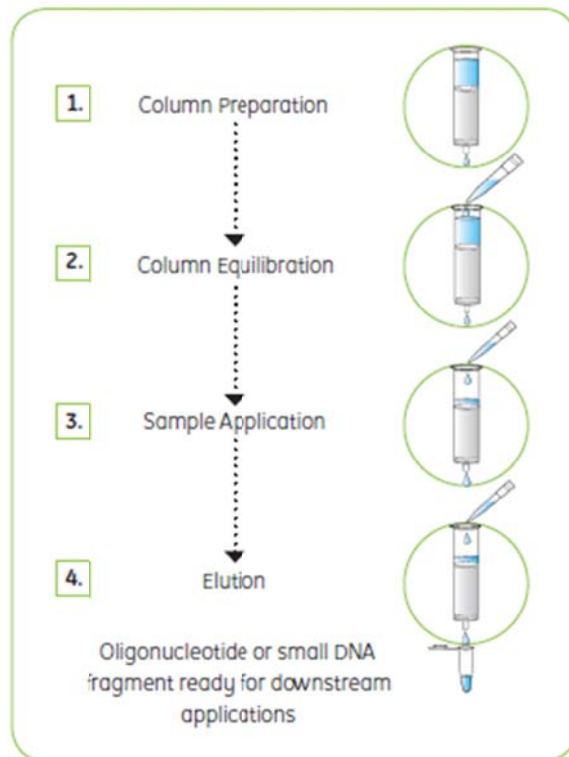 1.
Column Preparation
2.
Column Equilibration
3.
Sample Application
4.
Elution
Oligonucleotide or small DNA
fragment ready for downstream
applications